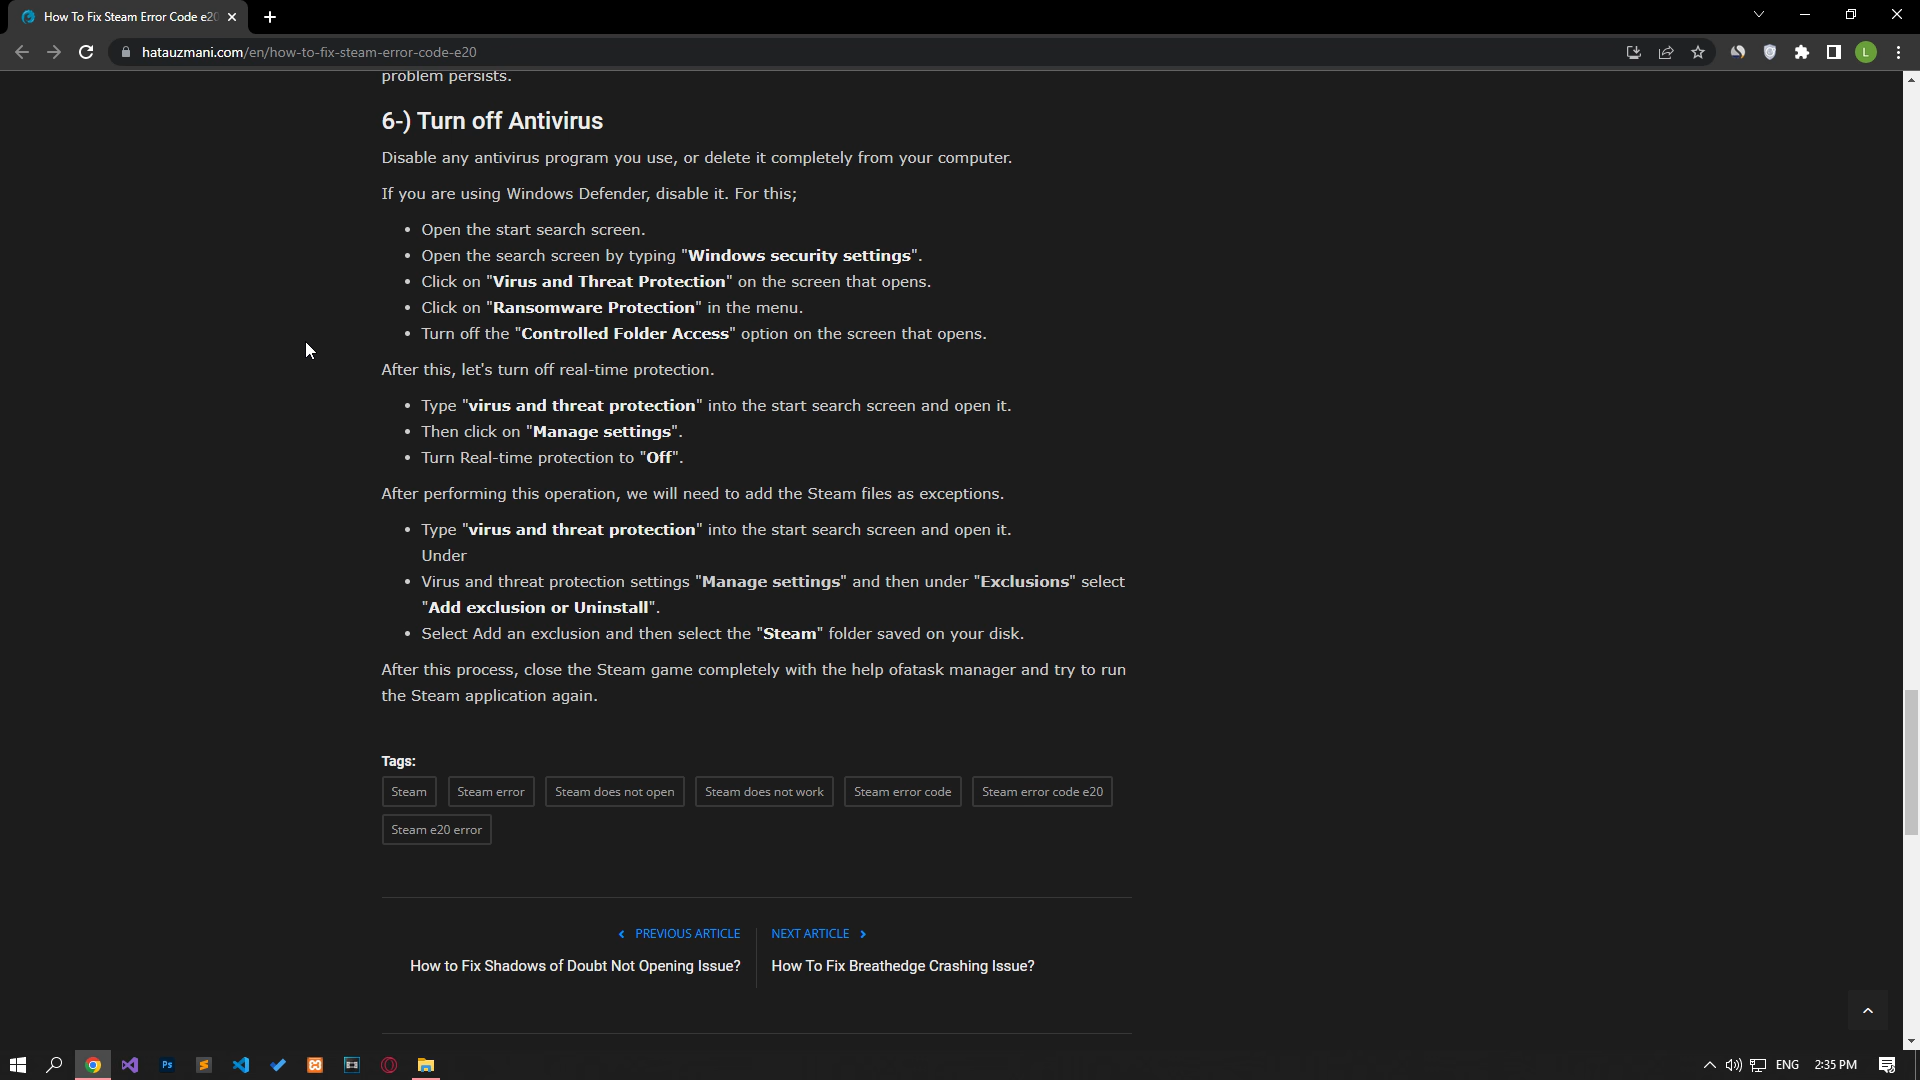 How To Fix Steam Error Code e20
hatauzmani.com/en/how-to-fix-steam-error-code-e20
L
problem persists.
6-) Turn off Antivirus
Disable any antivirus program you use, or delete it completely from your computer.
If you are using Windows Defender, disable it. For this;
• Open the start search screen.
• Open the search screen by typing "Windows security settings".
• Click on "Virus and Threat Protection" on the screen that opens.
• Click on "Ransomware Protection" in the menu.
• Turn off the "Controlled Folder Access" option on the screen that opens.
After this, let's turn off real-time protection.
• Type "virus and threat protection" into the start search screen and open it.
• Then click on "Manage settings".
• Turn Real-time protection to "Off".
After performing this operation, we will need to add the Steam files as exceptions.
• Type "virus and threat protection" into the start search screen and open it.
Under
• Virus and threat protection settings "Manage settings" and then under "Exclusions" select
"Add exclusion or Uninstall".
• Select Add an exclusion and then select the "Steam" folder saved on your disk.
After this process, close the Steam game completely with the help ofatask manager and try to run
the Steam application again.
Tags:
Steam Steam error Steam does not open Steam does not work Steam error code Steam error code e20
Steam e20 error
PREVIOUS ARTICLE NEXT ARTICLE
How to Fix Shadows of Doubt Not Opening Issue? How To Fix Breathedge Crashing Issue?
Ps ENG 2:35 PM